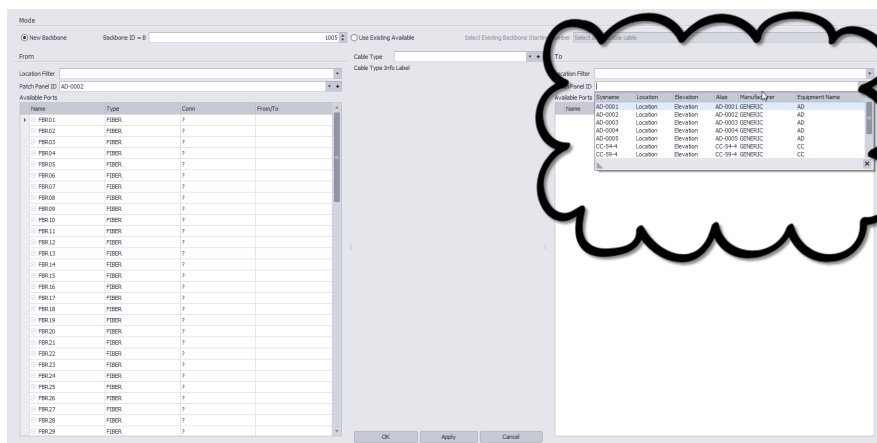 Mode
New Backbone Backbone ID = B 1005 Use Existing Available Select Existing Backbone Starting Number Select cable
From Cable Type To
Cable Type Info Label
Location Filter
Patch Panel ID AD-0002
Available Ports
Name Type Conn From/To
FBR01 FIBER ?
FBR02 FIBER ?
FBR03 FIBER ?
FBR04 FIBER ?
FBR05 FIBER ?
FBR06 FIBER ?
FBR07 FIBER ?
FBR08 FIBER ?
FBR09 FIBER ?
FBR10 FIBER ?
FBR11 FIBER ?
FBR12 FIBER ?
FBR13 FIBER ?
FBR14 FIBER ?
FBR15 FIBER ?
FBR16 FIBER ?
FBR17 FIBER ?
FBR18 FIBER ?
FBR19 FIBER ?
FBR20 FIBER ?
FBR21 FIBER ?
FBR22 FIBER ?
FBR23 FIBER ?
FBR24 FIBER ?
FBR25 FIBER ?
FBR26 FIBER ?
FBR27 FIBER ?
FBR28 FIBER ?
FBR29 FIBER ?
OK Apply Cancel
Location Filter
Panel ID
Available Ports
Name
Sysname Location Elevation Alias Manufacturer Equipment Name
AD-0001 Location Elevation AD-0001 GENERIC AD
AD-0002 Location Elevation AD-0002 GENERIC AD
AD-0003 Location Elevation AD-0003 GENERIC AD
AD-0004 Location Elevation AD-0004 GENERIC AD
AD-0005 Location Elevation AD-0005 GENERIC AD
CC-54-4 Location Elevation CC-54-4 GENERIC CC
CC-59-4 Location Elevation CC-59-4 GENERIC CC